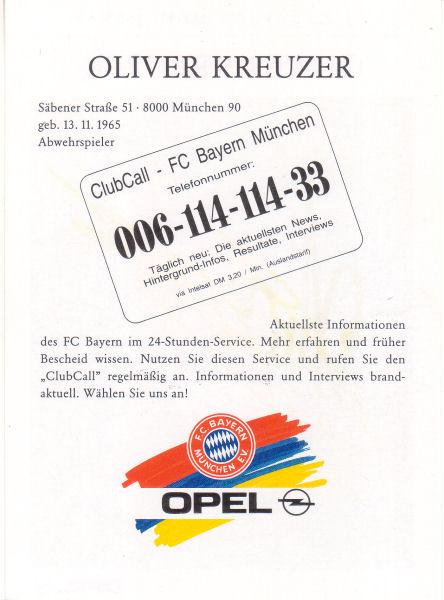 OLIVER KREUZER
Säbener Straße 51 · 8000 München 90
geb. 13. 11. 1965
Abwehrspieler
ClubCall - FC Bayern München
Telefonnummer:
006-114-114-33
Täglich neu: Die aktuellsten News,
Hintergrund-Infos, Resultate, Interviews
via Intelsat DM 3,20 / Min. (Auslandstarif)
Aktuellste Informationen
des FC Bayern im 24-Stunden-Service. Mehr erfahren und früher
Bescheid wissen. Nutzen Sie diesen Service und rufen Sie den
„ClubCall” regelmäßig an. Informationen und Interviews brand-
aktuell. Wählen Sie uns an!
FC BAYERN
MÜNCHEN E.V.
OPEL